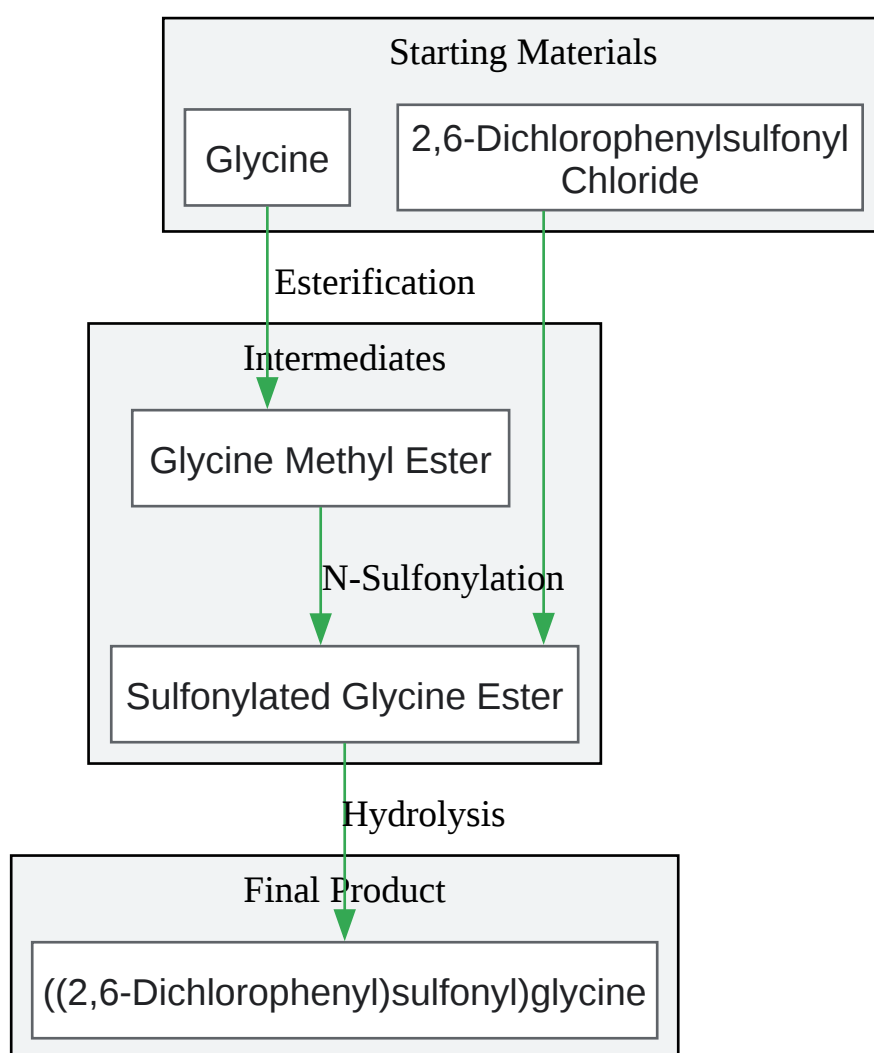 Starting Materials
Glycine
2,6-Dichlorophenylsulfonyl
Chloride
Esterification
Intermediates
Glycine Methyl Ester
N-Sulfonylation
Sulfonylated Glycine Ester
Hydrolysis
Final Product
((2,6-Dichlorophenyl)sulfonyl)glycine